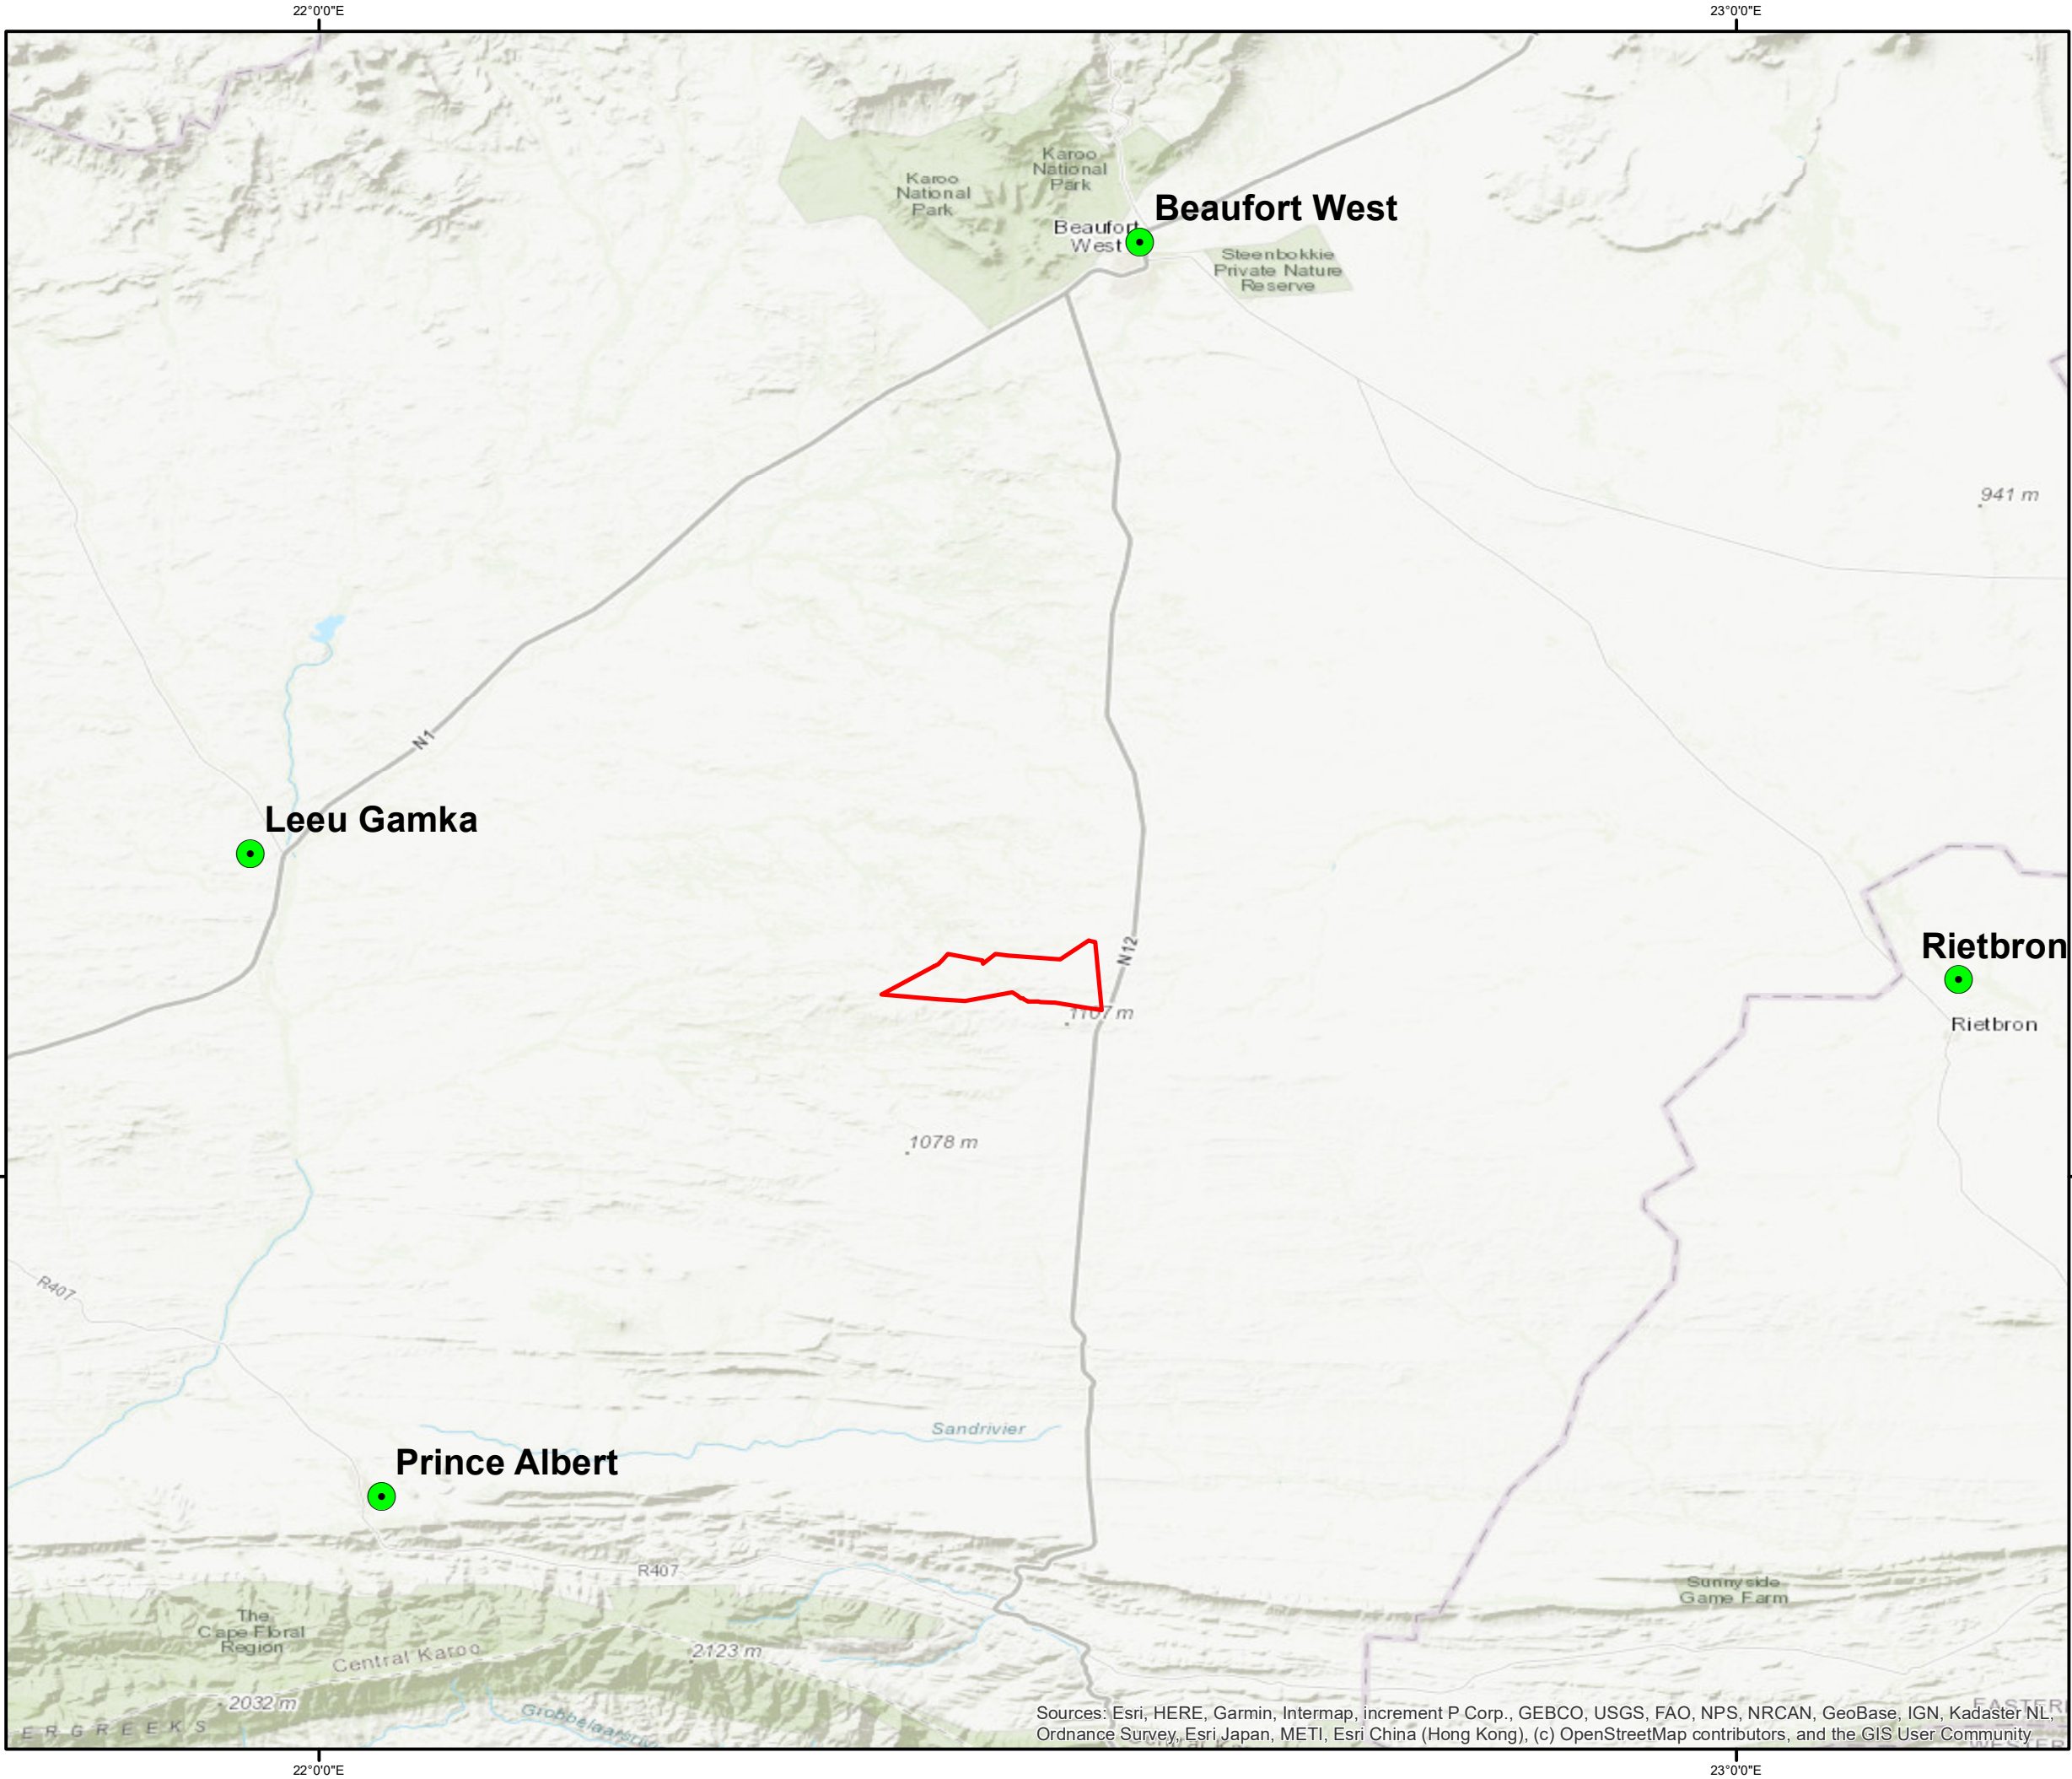 22°0'0"E
23°0'0"E
Karoo
National
Park
Karoo
National
Park
Beaufort West
Beaufort
West
Steenbokkie
Private Nature
Reserve
941 m
N1
Leeu Gamka
N12
Rietbron
1107 m
Rietbron
1078 m
R407
Sandrivier
Prince Albert
R407
Sunnyside
Game Farm
The
Cape Floral
Region
Central Karoo
2123 m
2032 m
ERGREEKS
Sources: Esri, HERE, Garmin, Intermap, increment P Corp., GEBCO, USGS, FAO, NPS, NRCAN, GeoBase, IGN, Kadaster NL,
Ordnance Survey, Esri Japan, METI, Esri China (Hong Kong), (c) OpenStreetMap contributors, and the GIS User Community
22°0'0"E
23°0'0"E